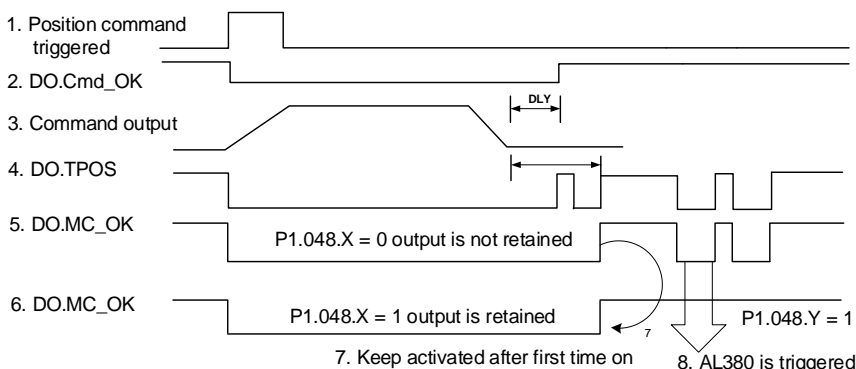 1. Position command
triggered
2. DO.Cmd_OK
DLY
3. Command output
4. DO.TPOS
5. DO.MC_OK
P1.048.X = 0 output is not retained
6. DO.MC_OK
P1.048.X = 1 output is retained
7
P1.048.Y = 1
7. Keep activated after first time on
8. AL380 is triggered